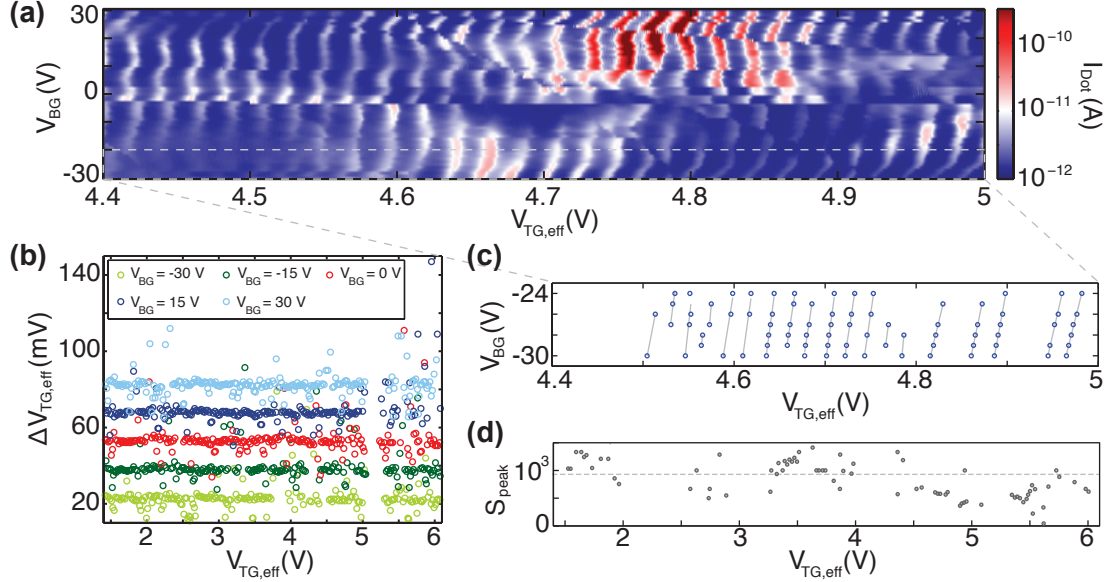 (a)
30
0
-30
V_BG (V)
4.4
4.5
4.6
4.7
4.8
4.9
5
V_TG,eff (V)
10^-10
10^-11
10^-12
I_Dot (A)
(b)
V_BG = -30 V
V_BG = -15 V
V_BG = 0 V
V_BG = 15 V
V_BG = 30 V
140
100
60
20
ΔV_TG,eff (mV)
2
3
4
5
6
V_TG,eff (V)
(c)
-24
-30
V_BG (V)
4.4
4.6
4.8
5
V_TG,eff (V)
(d)
10^3
0
S_peak
2
3
4
5
6
V_TG,eff (V)